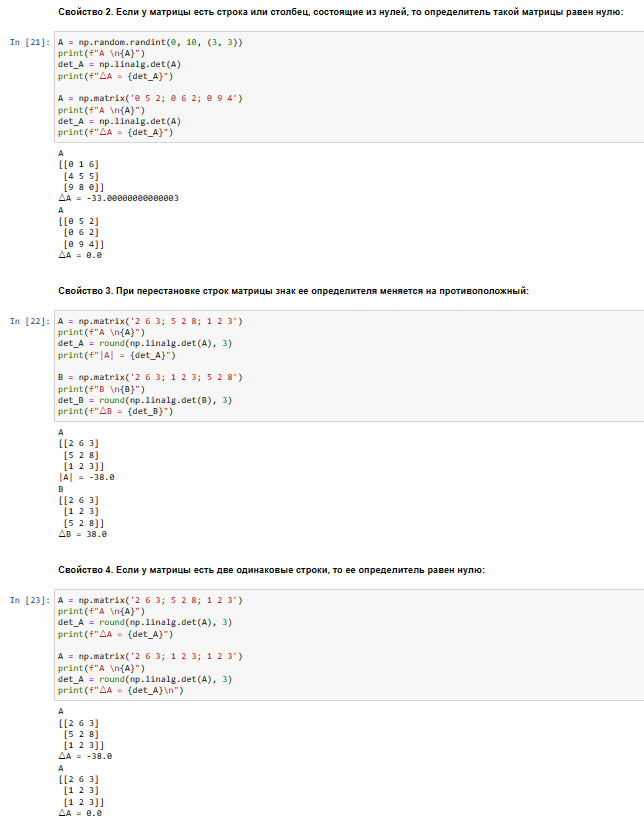 Свойство 2. Если у матрицы есть строка или столбец, состоящие из нулей, то определитель такой матрицы равен нулю:
In [21]: A = np.random.randint(0, 10, (3, 3))
print(f"A \n{A}")
det_A = np.linalg.det(A)
print(f"△A = {det_A}")
A = np.matrix('0 5 2; 0 6 2; 0 9 4')
print(f"A \n{A}")
det_A = np.linalg.det(A)
print(f"△A = {det_A}")
A
[[0 1 6]
[4 5 5]
[9 8 0]]
△A = -33.00000000000003
A
[[0 5 2]
[0 6 2]
[0 9 4]]
△A = 0.0
Свойство 3. При перестановке строк матрицы знак ее определителя меняется на противоположный:
In [22]: A = np.matrix('2 6 3; 5 2 8; 1 2 3')
print(f"A \n{A}")
det_A = round(np.linalg.det(A), 3)
print(f"|A| = {det_A}")
B = np.matrix('2 6 3; 1 2 3; 5 2 8')
print(f"B \n{B}")
det_B = round(np.linalg.det(B), 3)
print(f"△B = {det_B}")
A
[[2 6 3]
[5 2 8]
[1 2 3]]
|A| = -38.0
B
[[2 6 3]
[1 2 3]
[5 2 8]]
△B = 38.0
Свойство 4. Если у матрицы есть две одинаковые строки, то ее определитель равен нулю:
In [23]: A = np.matrix('2 6 3; 5 2 8; 1 2 3')
print(f"A \n{A}")
det_A = round(np.linalg.det(A), 3)
print(f"△A = {det_A}")
A = np.matrix('2 6 3; 1 2 3; 1 2 3')
print(f"A \n{A}")
det_A = round(np.linalg.det(A), 3)
print(f"△A = {det_A}\n")
A
[[2 6 3]
[5 2 8]
[1 2 3]]
△A = -38.0
A
[[2 6 3]
[1 2 3]
[1 2 3]]
△A = 0.0